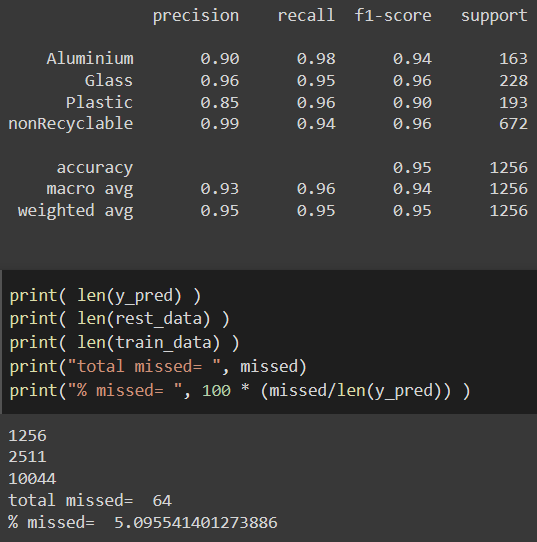 precision recall f1-score support
Aluminium 0.90 0.98 0.94 163
Glass 0.96 0.95 0.96 228
Plastic 0.85 0.96 0.90 193
nonRecyclable 0.99 0.94 0.96 672
accuracy 0.95 1256
macro avg 0.93 0.96 0.94 1256
weighted avg 0.95 0.95 0.95 1256
print( len(y_pred) )
print( len(rest_data) )
print( len(train_data) )
print("total missed= ", missed)
print("% missed= ", 100 * (missed/len(y_pred)) )
1256
2511
10044
total missed=  64
% missed=  5.095541401273886